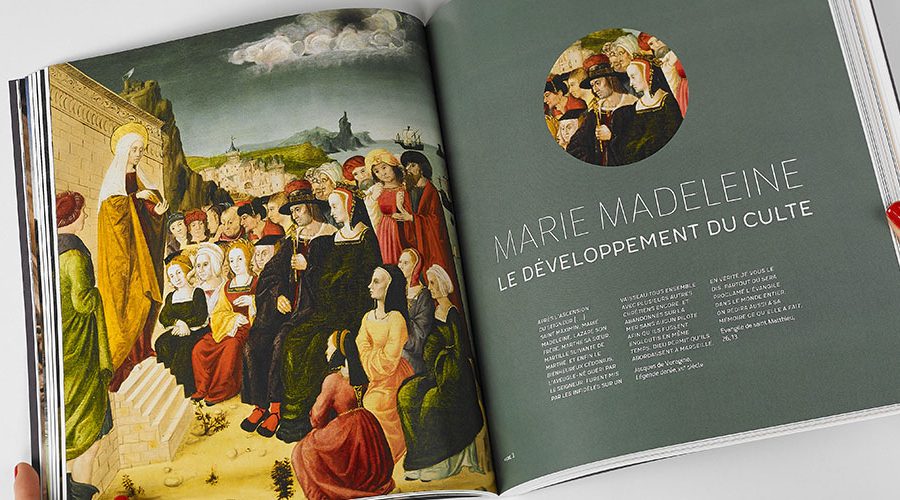 MARIE MADELEINE
LE DÉVELOPPEMENT DU CULTE
APRÈS L'ASCENSION
DU SEIGNEUR [...]
SAINT MAXIMIN, MARIE
MADELEINE, LAZARE SON
FRÈRE, MARTHE SA SŒUR,
MARTILLE SUIVANTE DE
MARTHE, ET ENFIN LE
BIENHEUREUX CÉDONIUS,
L'AVEUGLE-NÉ GUÉRI PAR
LE SEIGNEUR, FURENT MIS
PAR LES INFIDÈLES SUR UN
VAISSEAU TOUS ENSEMBLE
AVEC PLUSIEURS AUTRES
CHRÉTIENS ENCORE, ET
ABANDONNÉS SUR LA
MER SANS AUCUN PILOTE
AFIN QU'ILS FUSSENT
ENGLOUTIS EN MÊME
TEMPS. DIEU PERMIT QU'ILS
ABORDASSENT À MARSEILLE.
Jacques de Voragine,
Légende dorée, XIIIe siècle
EN VÉRITÉ JE VOUS LE
DIS, PARTOUT OÙ SERA
PROCLAMÉ L'ÉVANGILE
DANS LE MONDE ENTIER,
ON REDIRA AUSSI À SA
MÉMOIRE CE QU'ELLE A FAIT.
Évangile de saint Matthieu,
26,13